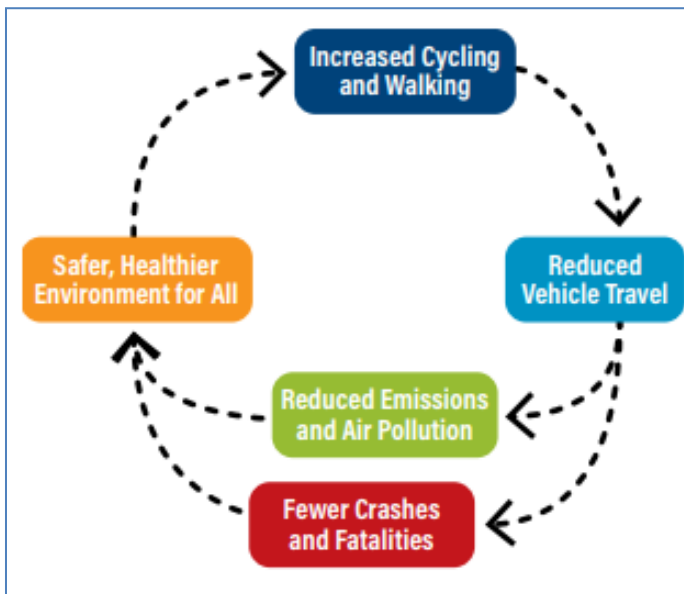 Increased Cycling
and Walking
Safer, Healthier
Environment for All
Reduced
Vehicle Travel
Reduced Emissions
and Air Pollution
Fewer Crashes
and Fatalities